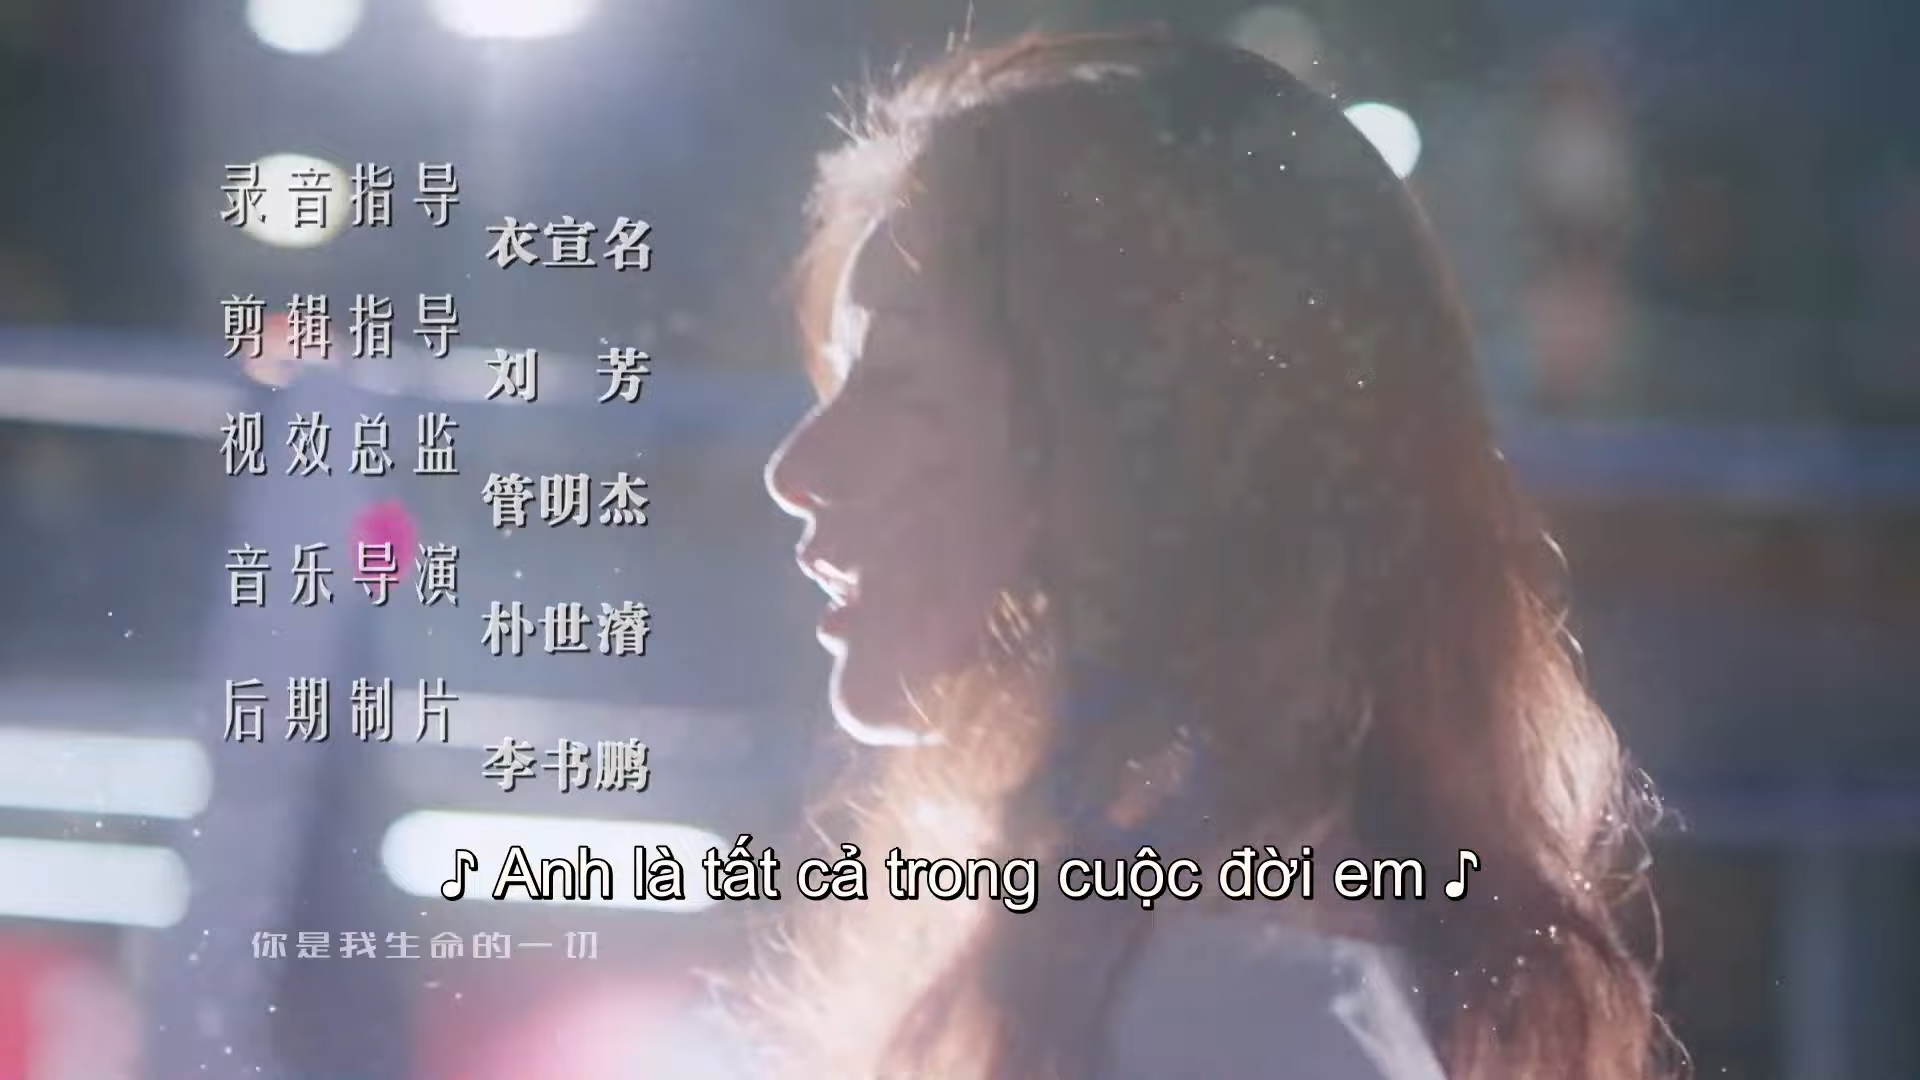 录音指导
衣宣名
剪辑指导
刘 芳
视效总监
管明杰
音乐导演
朴世濬
后期制片
李书鹏
♪ Anh là tất cả trong cuộc đời em ♪
你是我生命的一切